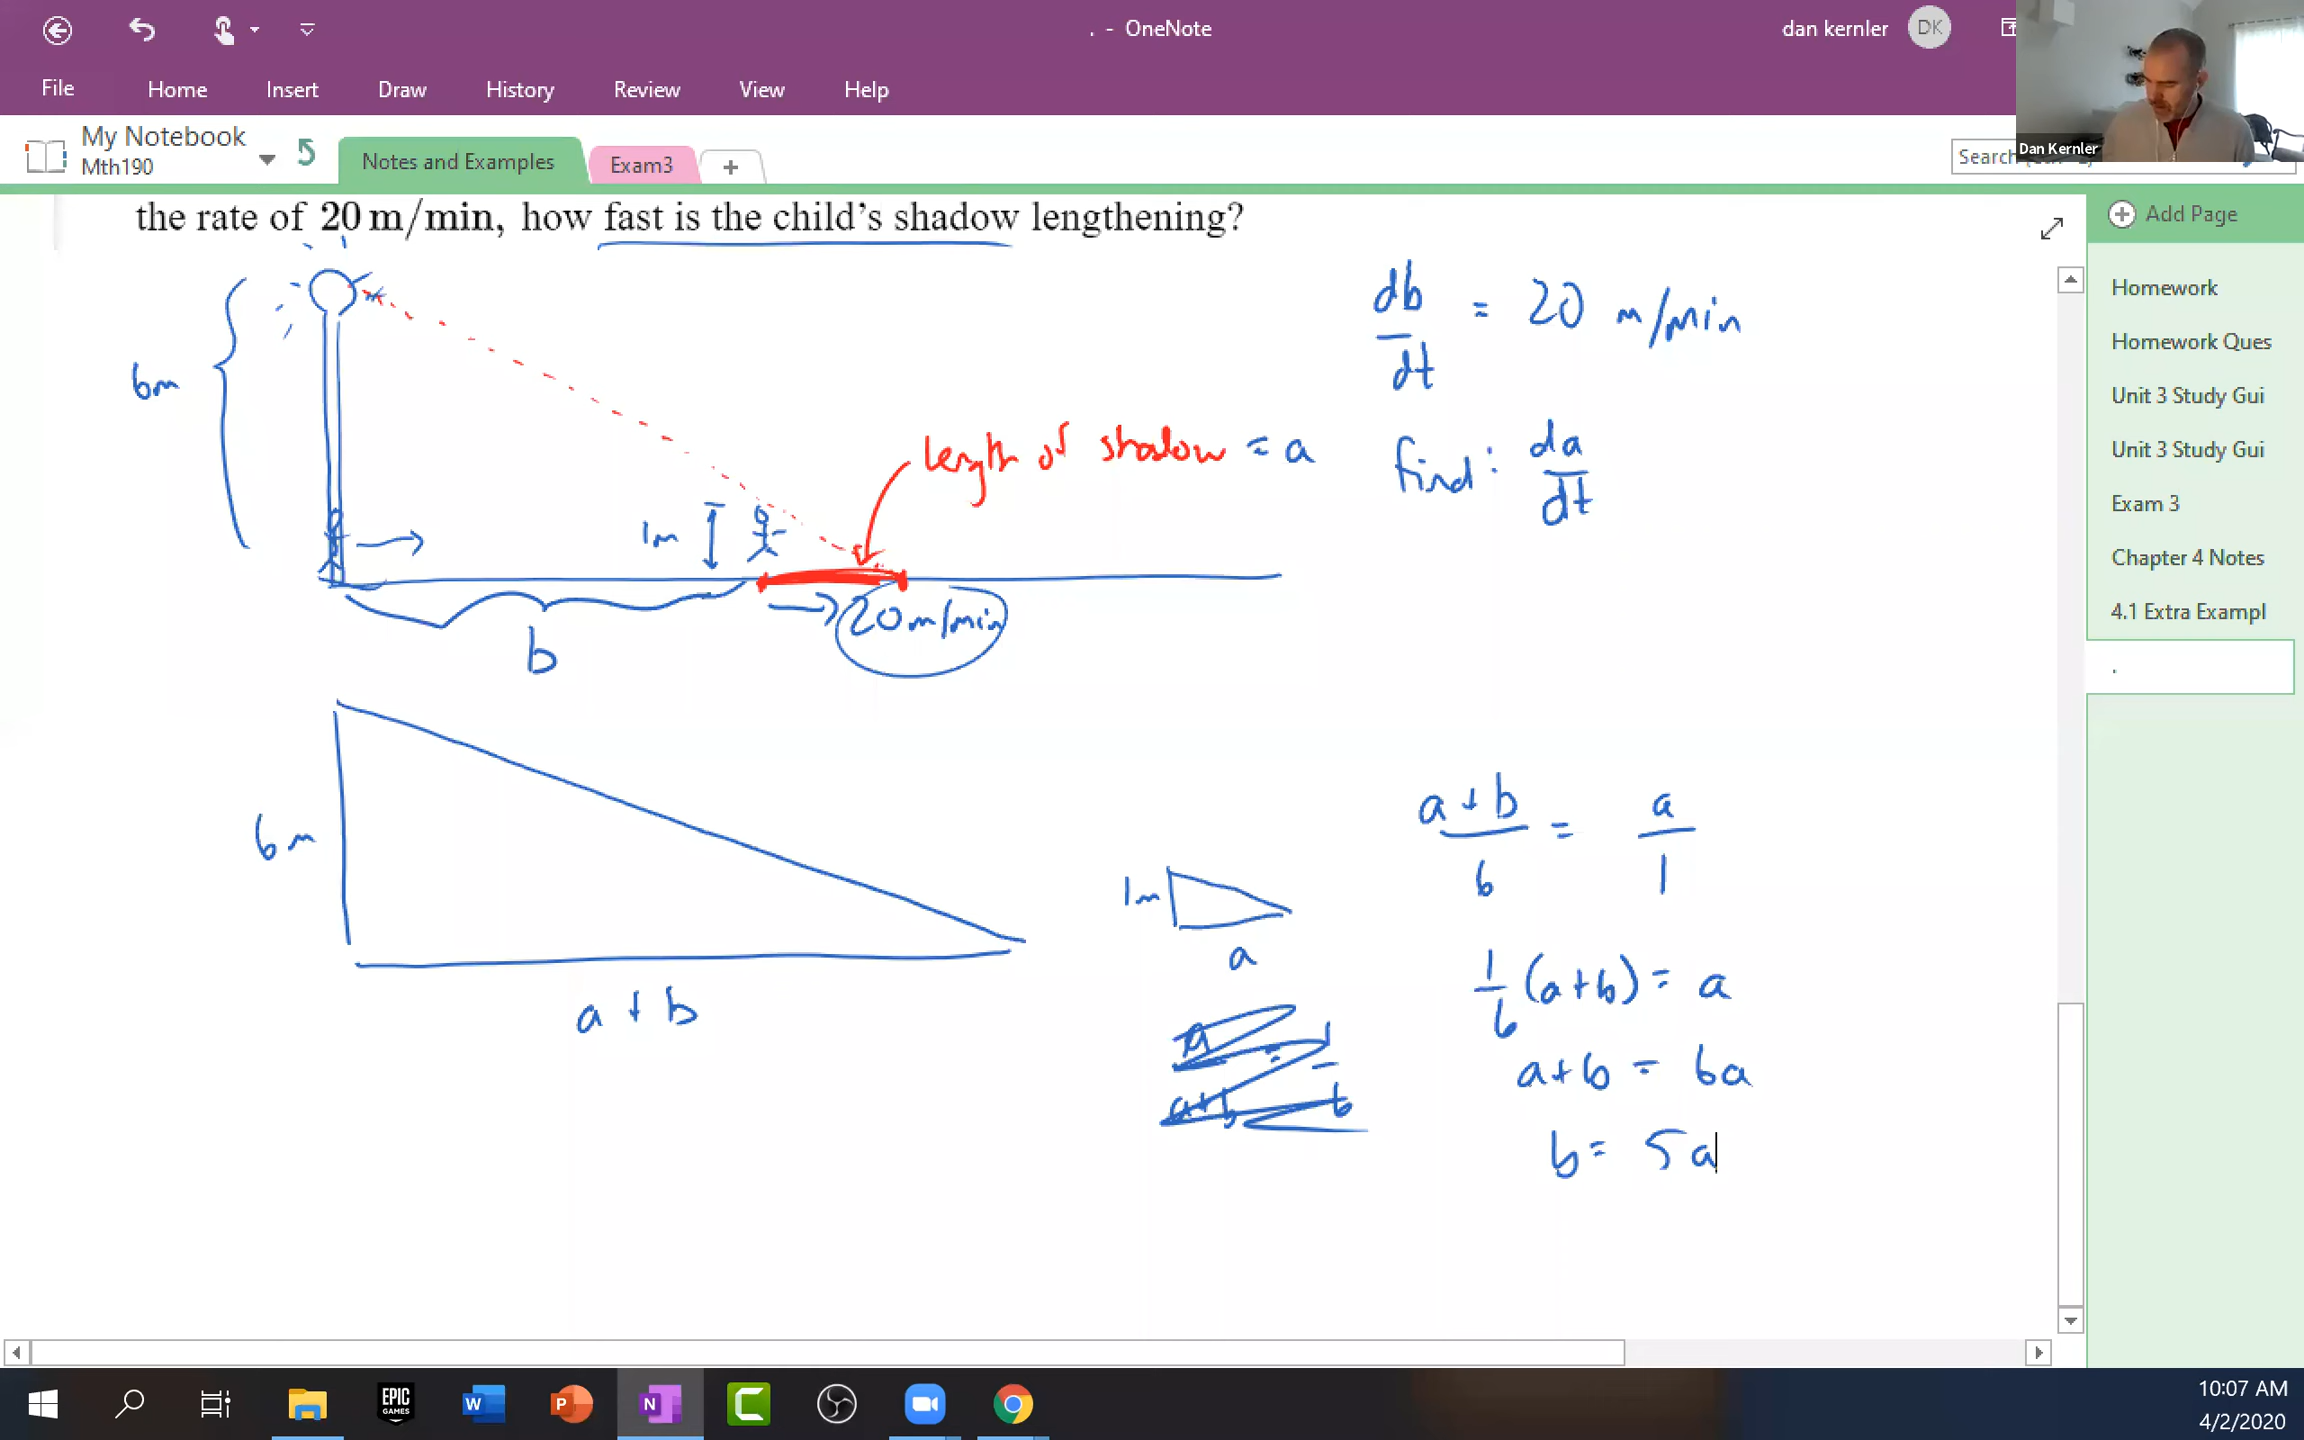 . - OneNote
dan kernler
DK
File
Home
Insert
Draw
History
Review
View
Help
My Notebook
Mth190
Notes and Examples
Exam3
Search
Dan Kernler
Add Page
Homework
Homework Ques
Unit 3 Study Gui
Unit 3 Study Gui
Exam 3
Chapter 4 Notes
4.1 Extra Exampl
.
the rate of 20 m/min, how fast is the child's shadow lengthening?
6m
1m
length of shadow = a
20 m/min
b
db/dt = 20 m/min
find: da/dt
6m
a + b
1m
a
a/a+b = 1/6
a + b/6 = a/1
1/6 (a+b) = a
a+b = 6a
b = 5a
EPIC
GAMES
W
P
N
C
10:07 AM
4/2/2020